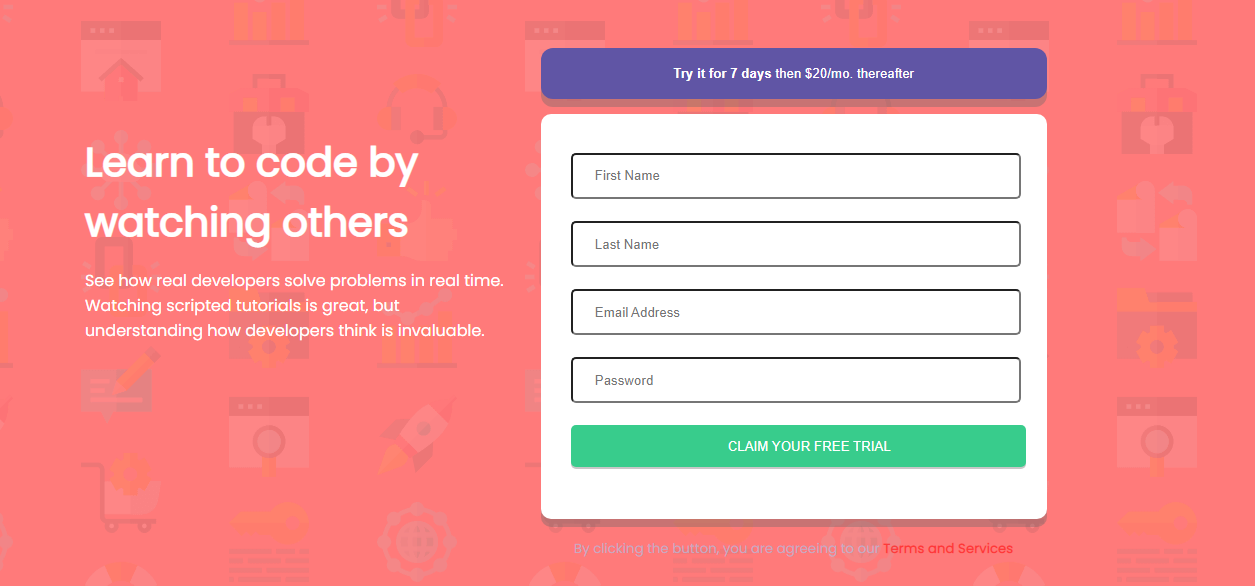 Learn to code by
watching others
See how real developers solve problems in real time.
Watching scripted tutorials is great, but
understanding how developers think is invaluable.
Try it for 7 days then $20/mo. thereafter
First Name
Last Name
Email Address
Password
CLAIM YOUR FREE TRIAL
By clicking the button, you are agreeing to our Terms and Services